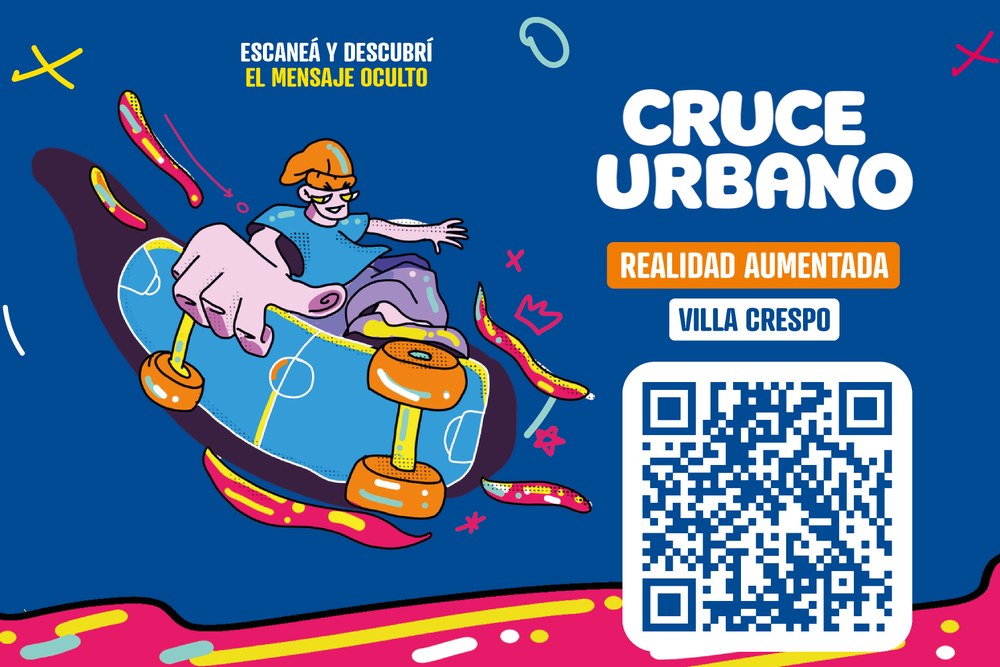 ESCANEÁ Y DESCUBRÍ
EL MENSAJE OCULTO
CRUCE
URBANO
REALIDAD AUMENTADA
VILLA CRESPO